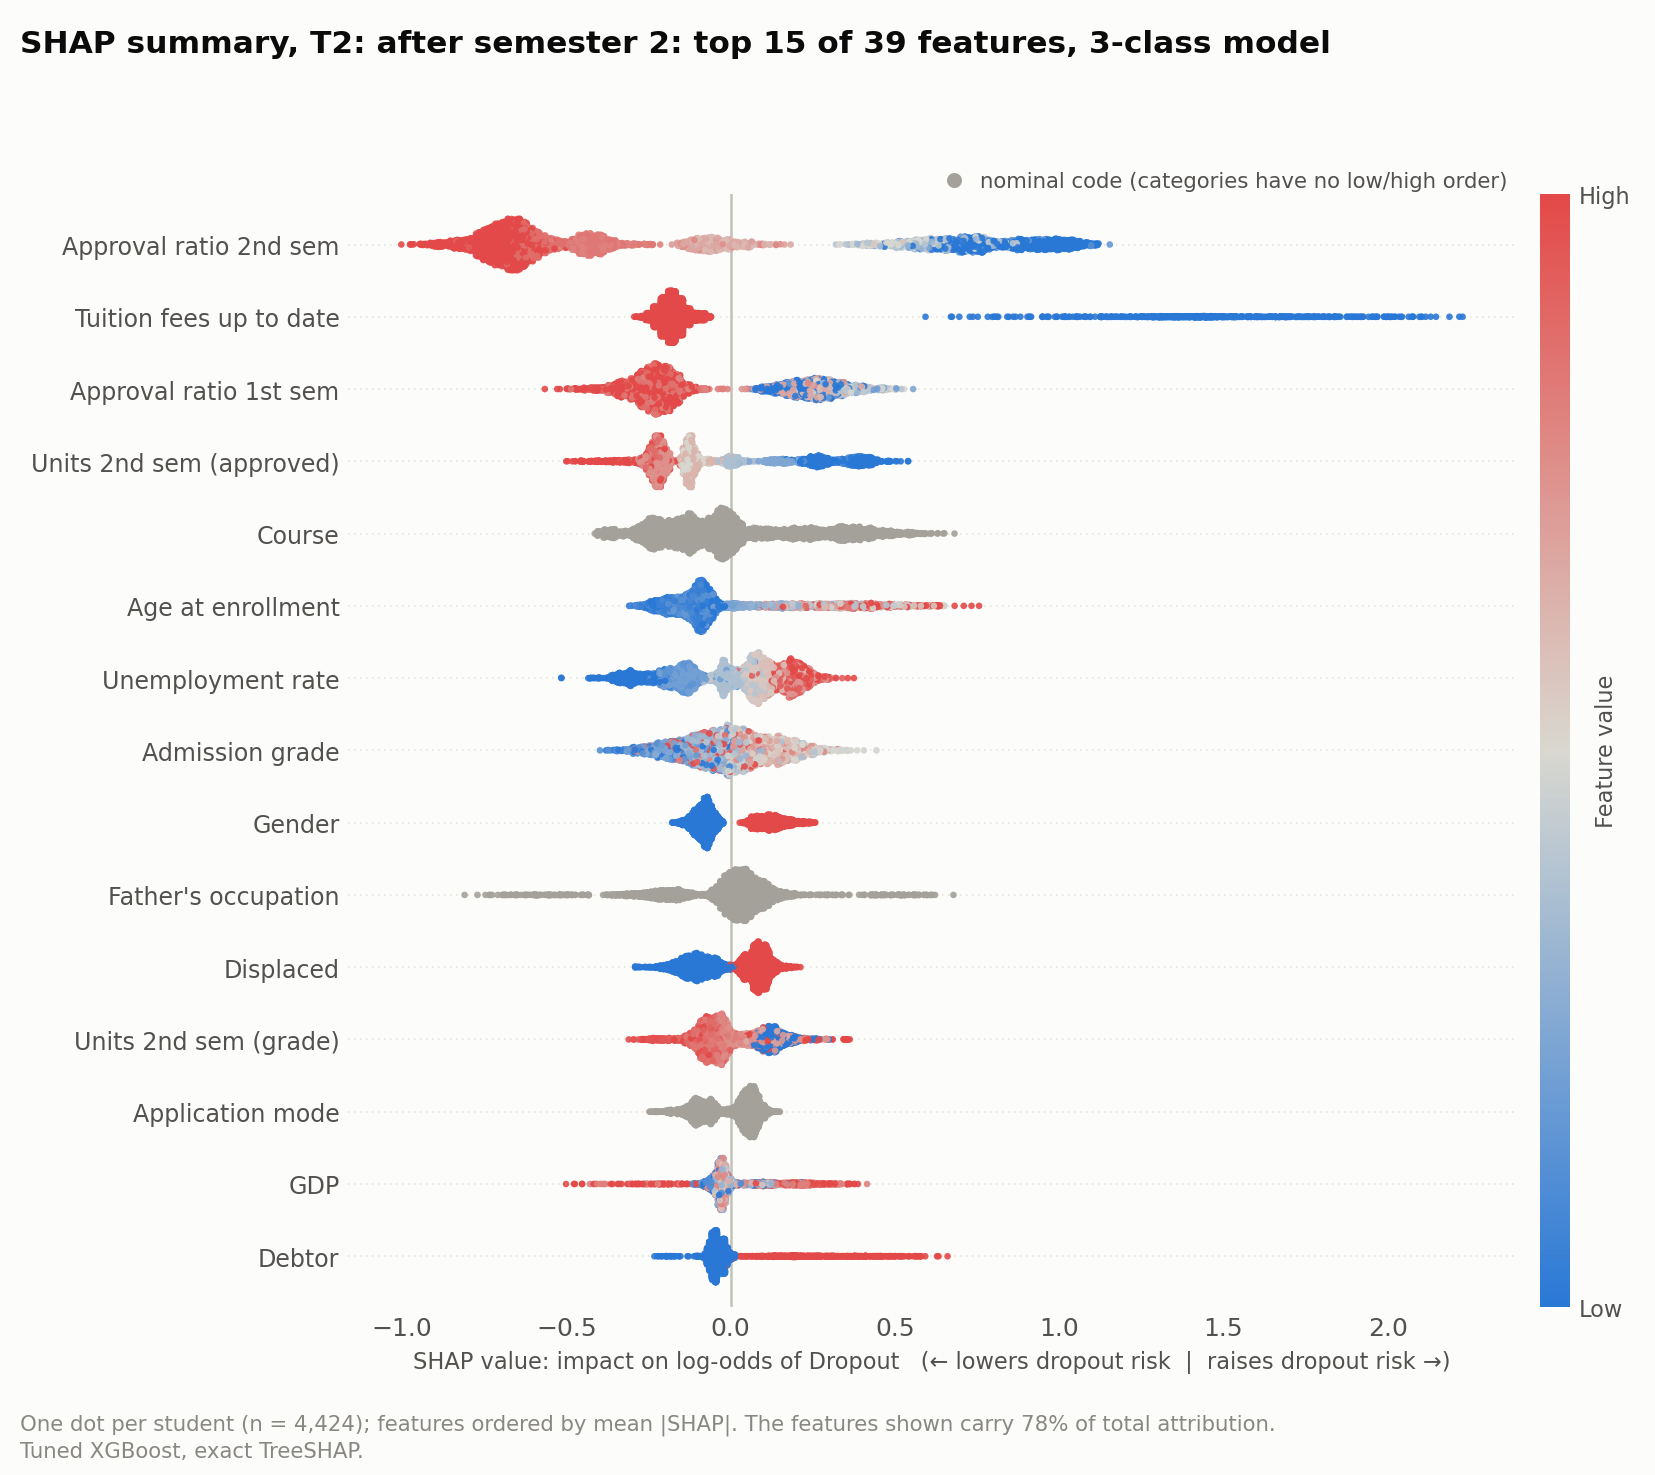 SHAP summary, T2: after semester 2: top 15 of 39 features, 3-class model
nominal code (categories have no low/high order)
High
Approval ratio 2nd sem
Tuition fees up to date
Approval ratio 1st sem
Units 2nd sem (approved)
Course
Age at enrollment
Unemployment rate
Admission grade
Gender
Father's occupation
Displaced
Units 2nd sem (grade)
Application mode
GDP
Debtor
Feature value
Low
−1.0 −0.5 0.0 0.5 1.0 1.5 2.0
SHAP value: impact on log-odds of Dropout (← lowers dropout risk | raises dropout risk →)
One dot per student (n = 4,424); features ordered by mean |SHAP|. The features shown carry 78% of total attribution.
Tuned XGBoost, exact TreeSHAP.